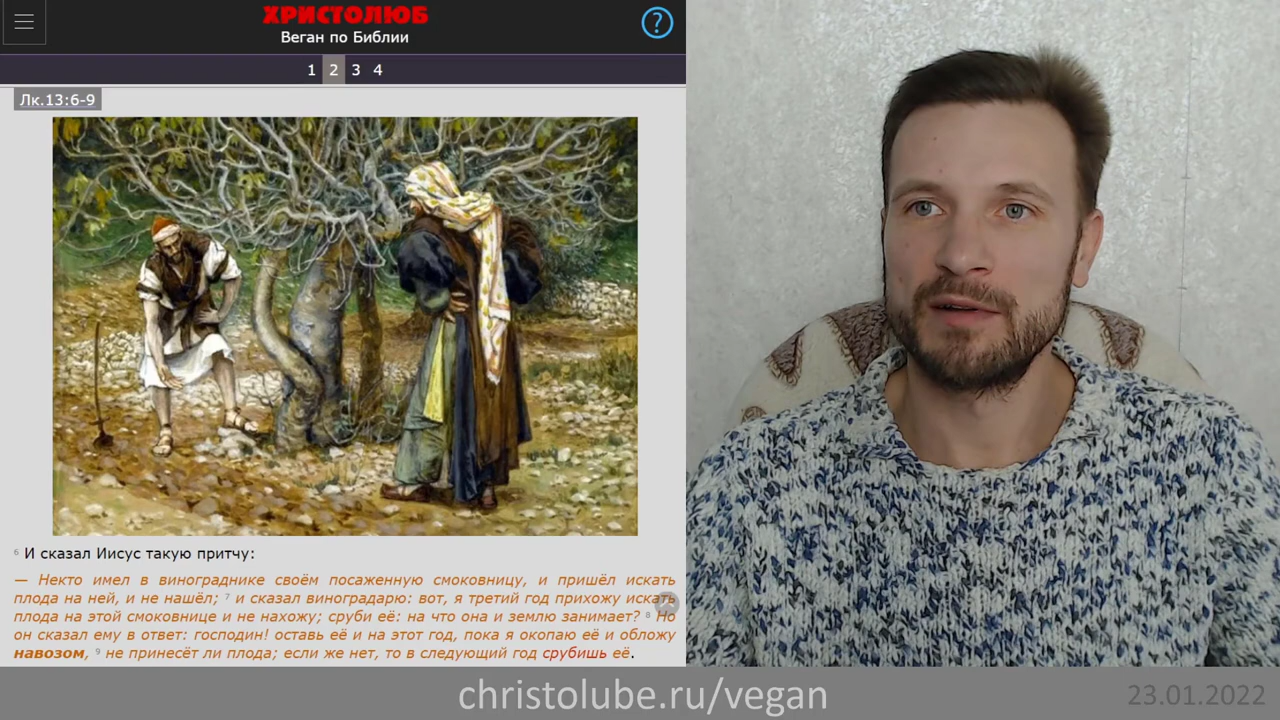 ХРИСТОЛЮБ
Веган по Библии
1 2 3 4
Лк.13:6-9
6 И сказал Иисус такую притчу:
— Некто имел в винограднике своём посаженную смоковницу, и пришёл искать
плода на ней, и не нашёл; 7 и сказал виноградарю: вот, я третий год прихожу искать
плода на этой смоковнице и не нахожу; сруби её: на что она и землю занимает? 8 Но
он сказал ему в ответ: господин! оставь её и на этот год, пока я окопаю её и обложу
навозом, 9 не принесёт ли плода; если же нет, то в следующий год срубишь её.
christolube.ru/vegan
23.01.2022